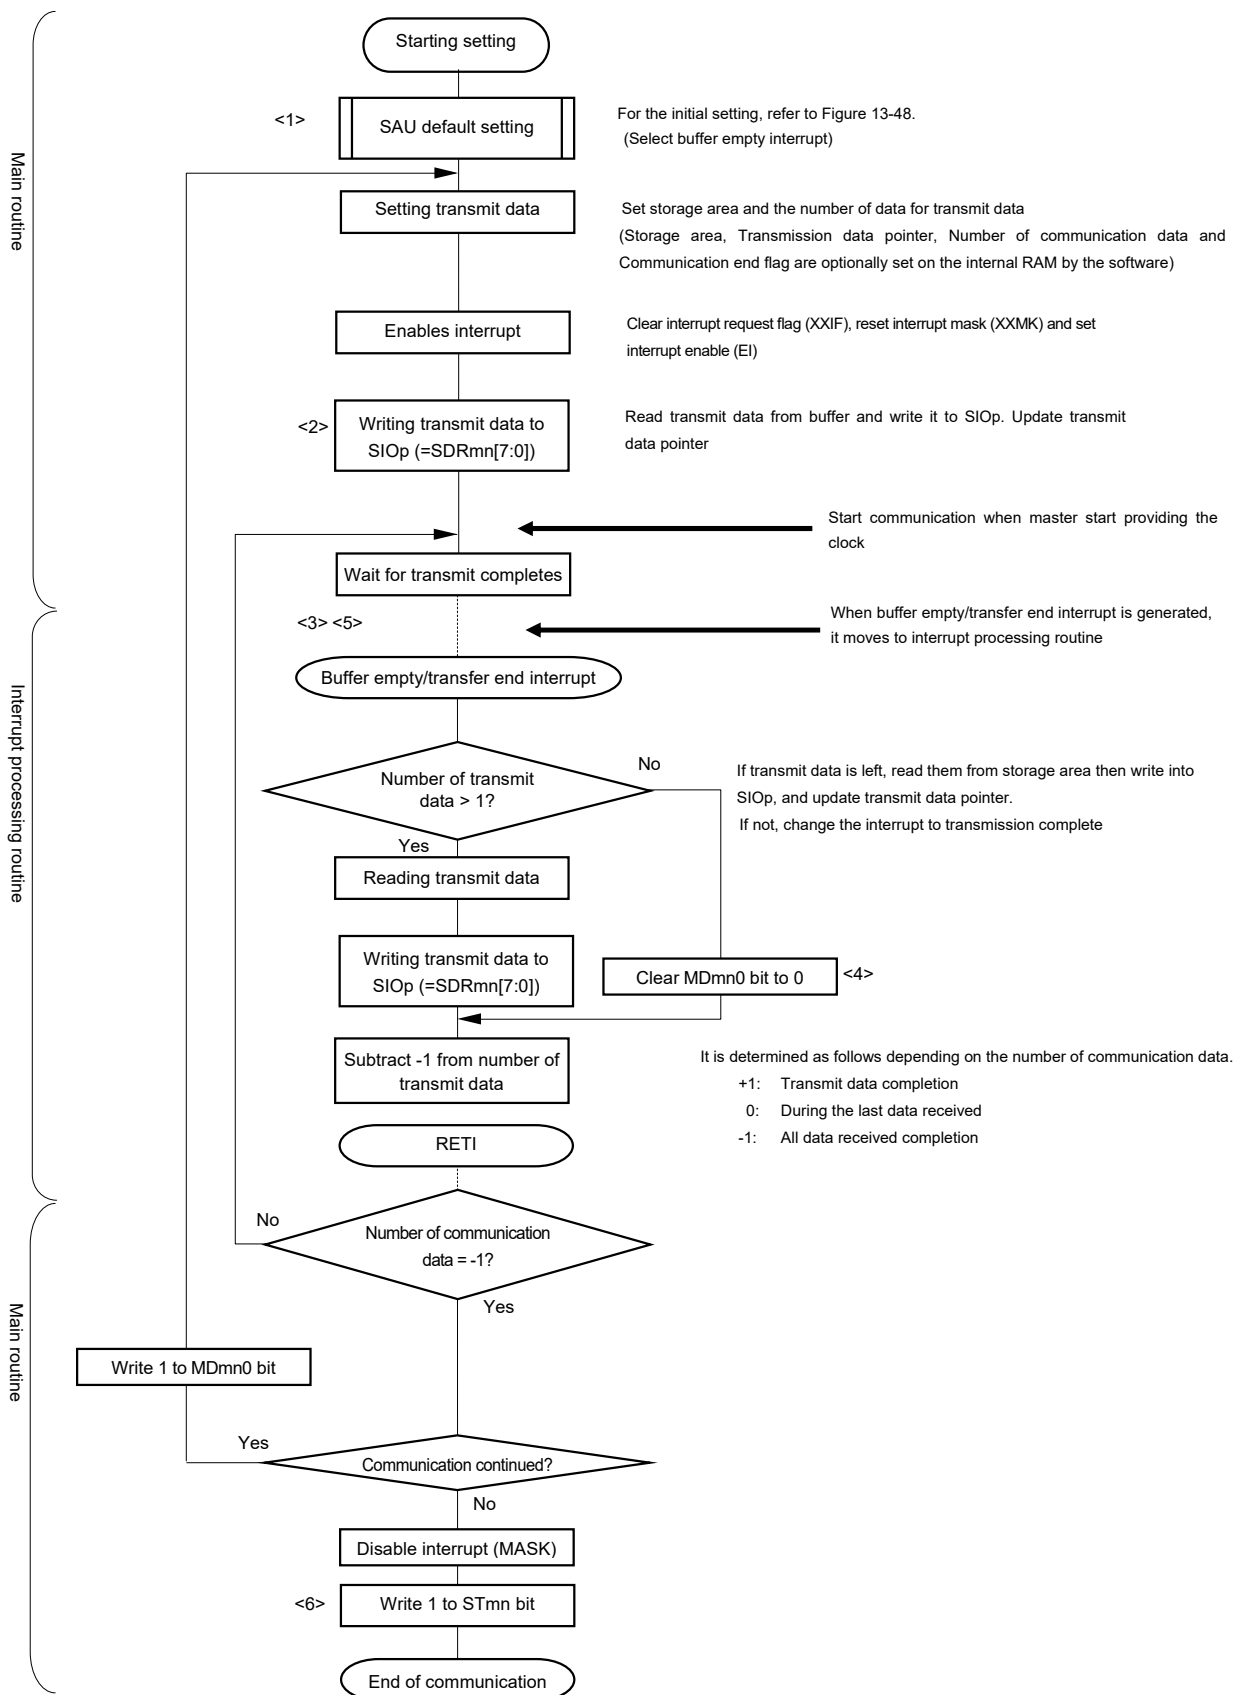 Starting setting
<1>
SAU default setting
For the initial setting, refer to Figure 13-48.
(Select buffer empty interrupt)
Main routine
Setting transmit data
Set storage area and the number of data for transmit data
(Storage area, Transmission data pointer, Number of communication data and
Communication end flag are optionally set on the internal RAM by the software)
Enables interrupt
Clear interrupt request flag (XXIF), reset interrupt mask (XXMK) and set
interrupt enable (EI)
<2>
Writing transmit data to
SIOp (=SDRmn[7:0])
Read transmit data from buffer and write it to SIOp. Update transmit
data pointer
Start communication when master start providing the
clock
Wait for transmit completes
<3> <5>
When buffer empty/transfer end interrupt is generated,
it moves to interrupt processing routine
Buffer empty/transfer end interrupt
Interrupt processing routine
Number of transmit
data > 1?
No
If transmit data is left, read them from storage area then write into
SIOp, and update transmit data pointer.
If not, change the interrupt to transmission complete
Yes
Reading transmit data
Writing transmit data to
SIOp (=SDRmn[7:0])
Clear MDmn0 bit to 0
<4>
Subtract -1 from number of
transmit data
It is determined as follows depending on the number of communication data.
+1: Transmit data completion
0: During the last data received
-1: All data received completion
RETI
No
Number of communication
data = -1?
Yes
Main routine
Write 1 to MDmn0 bit
Yes
Communication continued?
No
Disable interrupt (MASK)
<6>
Write 1 to STmn bit
End of communication